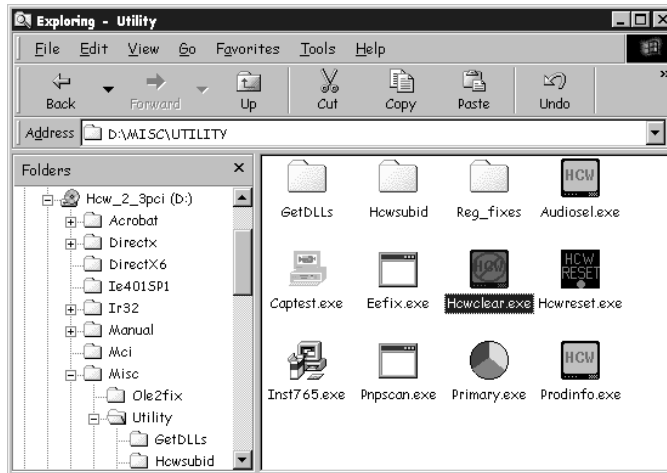 Exploring - Utility
File Edit View Go Favorites Tools Help
Back Forward Up Cut Copy Paste Undo »
Address D:\MISC\UTILITY
Folders
Hcw_2_3pci (D:)
Acrobat
Directx
DirectX6
Ie401SP1
Ir32
Manual
Mci
Misc
Ole2fix
Utility
GetDLLs
Hcwsubid
HCW
GetDLLs Hcwsubid Reg_fixes Audiosel.exe
HCW HCW RESET
Captest.exe Eefix.exe Hcwclear.exe Hcwreset.exe
HCW
Inst765.exe Pnpscan.exe Primary.exe Prodinfo.exe